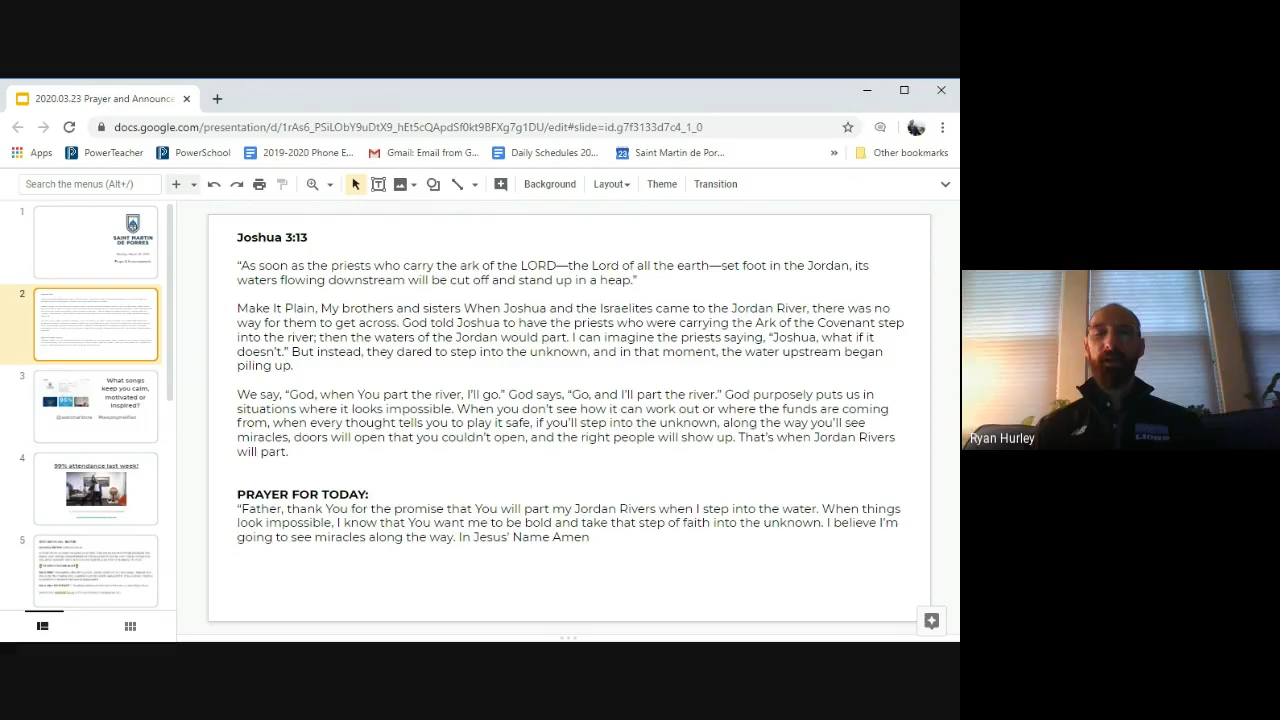 2020.03.23 Prayer and Announce
docs.google.com/presentation/d/1rAs6_PSiLObY9uDtX9_hEt5cQApdSf0kt9BFXg7g1DU/edit#slide=id.g7f3133d7c4_1_0
Apps PowerTeacher PowerSchool 2019-2020 Phone E... Gmail: Email from G... Daily Schedules 20... 23 Saint Martin de Por... » Other bookmarks
Search the menus (Alt+/) Background Layout Theme Transition
1
SAINT MARTIN
DE PORRES
2
3
What songs
keep you calm,
motivated or
inspired?
4
99% attendance last week!
5
Joshua 3:13
“As soon as the priests who carry the ark of the LORD—the Lord of all the earth—set foot in the Jordan, its
waters flowing downstream will be cut off and stand up in a heap.”
Make It Plain, My brothers and sisters When Joshua and the Israelites came to the Jordan River, there was no
way for them to get across. God told Joshua to have the priests who were carrying the Ark of the Covenant step
into the river; then the waters of the Jordan would part. I can imagine the priests saying, “Joshua, what if it
doesn’t.” But instead, they dared to step into the unknown, and in that moment, the water upstream began
piling up.
We say, “God, when You part the river, I’ll go.” God says, “Go, and I’ll part the river.” God purposely puts us in
situations where it looks impossible. When you don’t see how it can work out or where the funds are coming
from, when every thought tells you to play it safe, if you’ll step into the unknown, along the way you’ll see
miracles, doors will open that you couldn’t open, and the right people will show up. That’s when Jordan Rivers
will part.
PRAYER FOR TODAY:
“Father, thank You for the promise that You will part my Jordan Rivers when I step into the water. When things
look impossible, I know that You want me to be bold and take that step of faith into the unknown. I believe I’m
going to see miracles along the way. In Jesus’ Name Amen
Ryan Hurley